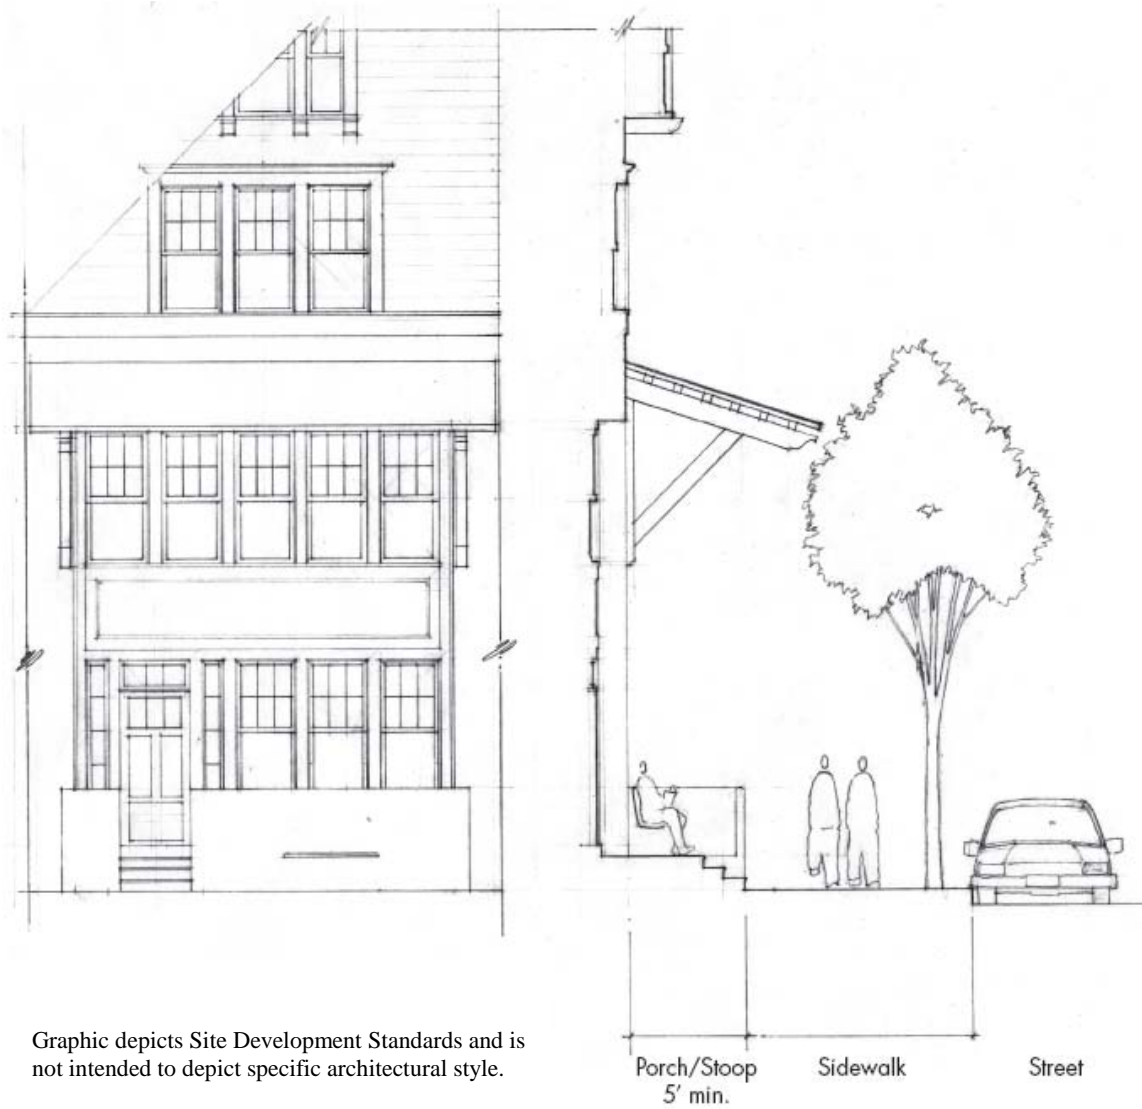 Graphic depicts Site Development Standards and is
not intended to depict specific architectural style.
Porch/Stoop
5' min.
Sidewalk
Street